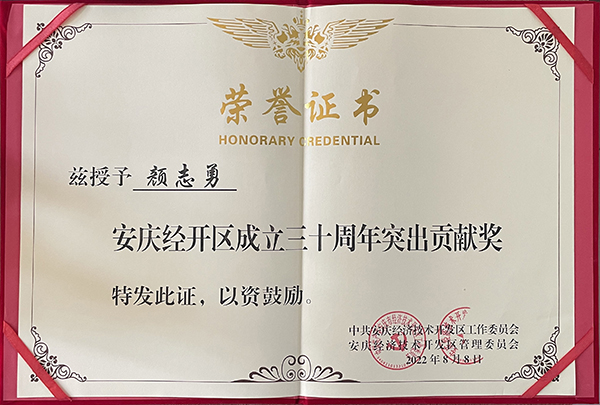 荣誉证书
HONORARY CREDENTIAL
兹授予 颜志勇
安庆经开区成立三十周年突出贡献奖
特发此证，以资鼓励。
中共安庆经济技术开发区工作委员会
安庆经济技术开发区管理委员会
2022年8月8日